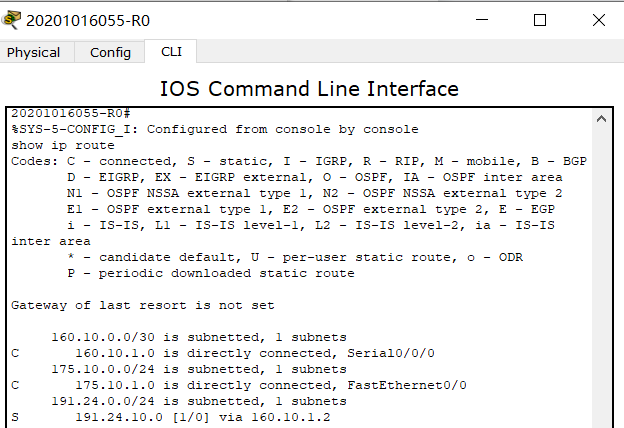 20201016055-R0
Physical Config CLI
IOS Command Line Interface
20201016055-R0#
%SYS-5-CONFIG_I: Configured from console by console
show ip route
Codes: C - connected, S - static, I - IGRP, R - RIP, M - mobile, B - BGP
       D - EIGRP, EX - EIGRP external, O - OSPF, IA - OSPF inter area
       N1 - OSPF NSSA external type 1, N2 - OSPF NSSA external type 2
       E1 - OSPF external type 1, E2 - OSPF external type 2, E - EGP
       i - IS-IS, L1 - IS-IS level-1, L2 - IS-IS level-2, ia - IS-IS
inter area
       * - candidate default, U - per-user static route, o - ODR
       P - periodic downloaded static route
Gateway of last resort is not set
     160.10.0.0/30 is subnetted, 1 subnets
C       160.10.1.0 is directly connected, Serial0/0/0
     175.10.0.0/24 is subnetted, 1 subnets
C       175.10.1.0 is directly connected, FastEthernet0/0
     191.24.0.0/24 is subnetted, 1 subnets
S       191.24.10.0 [1/0] via 160.10.1.2